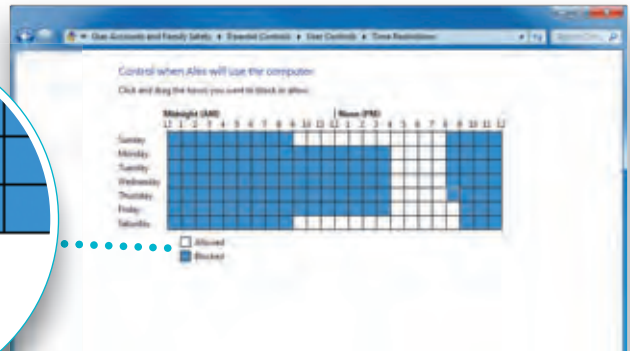 User Accounts and Family Safety Parental Controls User Controls Time Restrictions
Control when Alex will use the computer
Click and drag the hours you want to block or allow.
Midnight (AM) Noon (PM)
12 1 2 3 4 5 6 7 8 9 10 11 12 1 2 3 4 5 6 7 8 9 10 11 12
Sunday
Monday
Tuesday
Wednesday
Thursday
Friday
Saturday
Allowed
Blocked